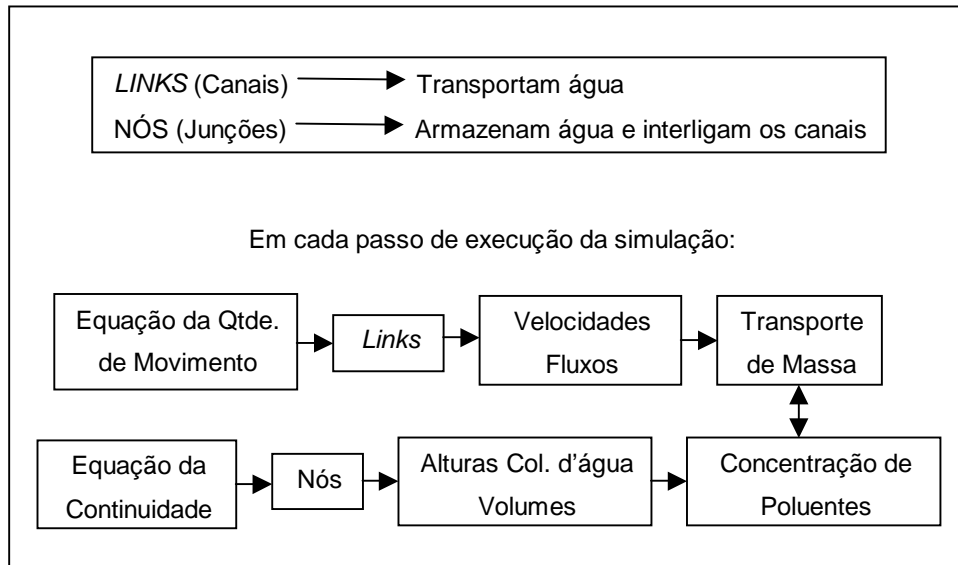 LINKS (Canais) Transportam água
NÓS (Junções) Armazenam água e interligam os canais
Em cada passo de execução da simulação:
Equação da Qtde.
de Movimento
Links
Velocidades
Fluxos
Transporte
de Massa
Equação da
Continuidade
Nós
Alturas Col. d'água
Volumes
Concentração de
Poluentes